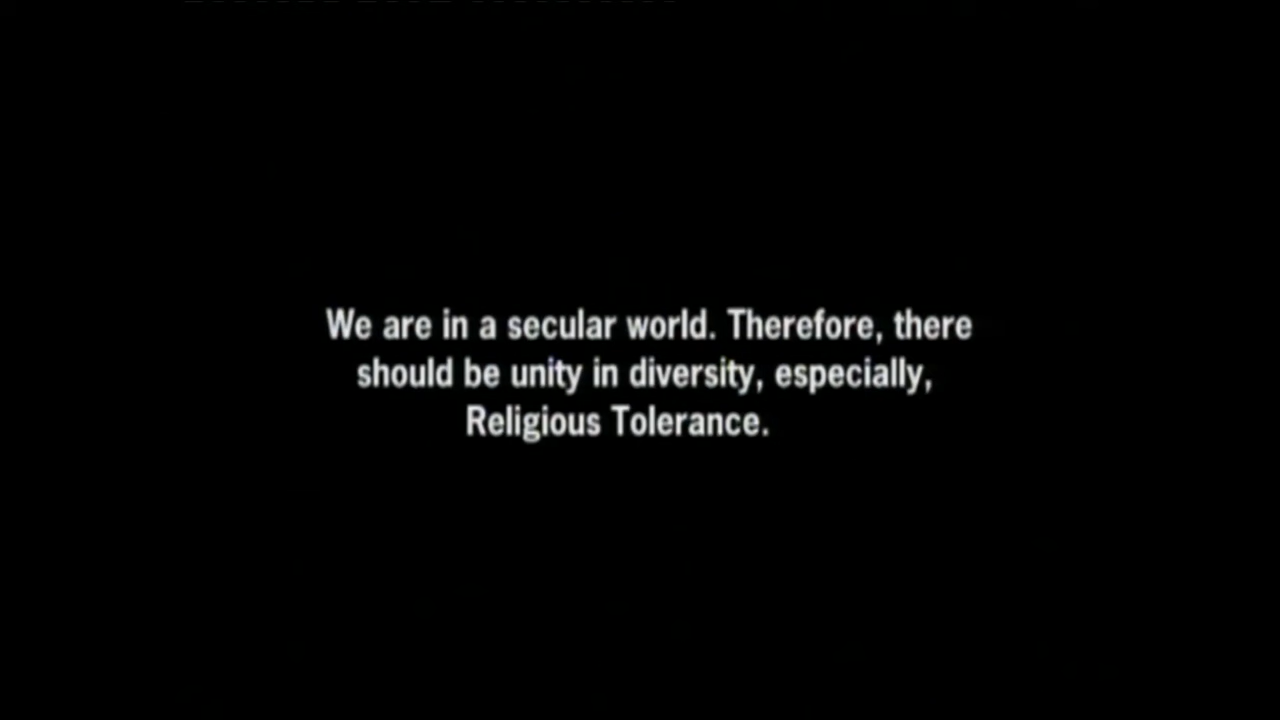 We are in a secular world. Therefore, there
should be unity in diversity, especially,
Religious Tolerance.